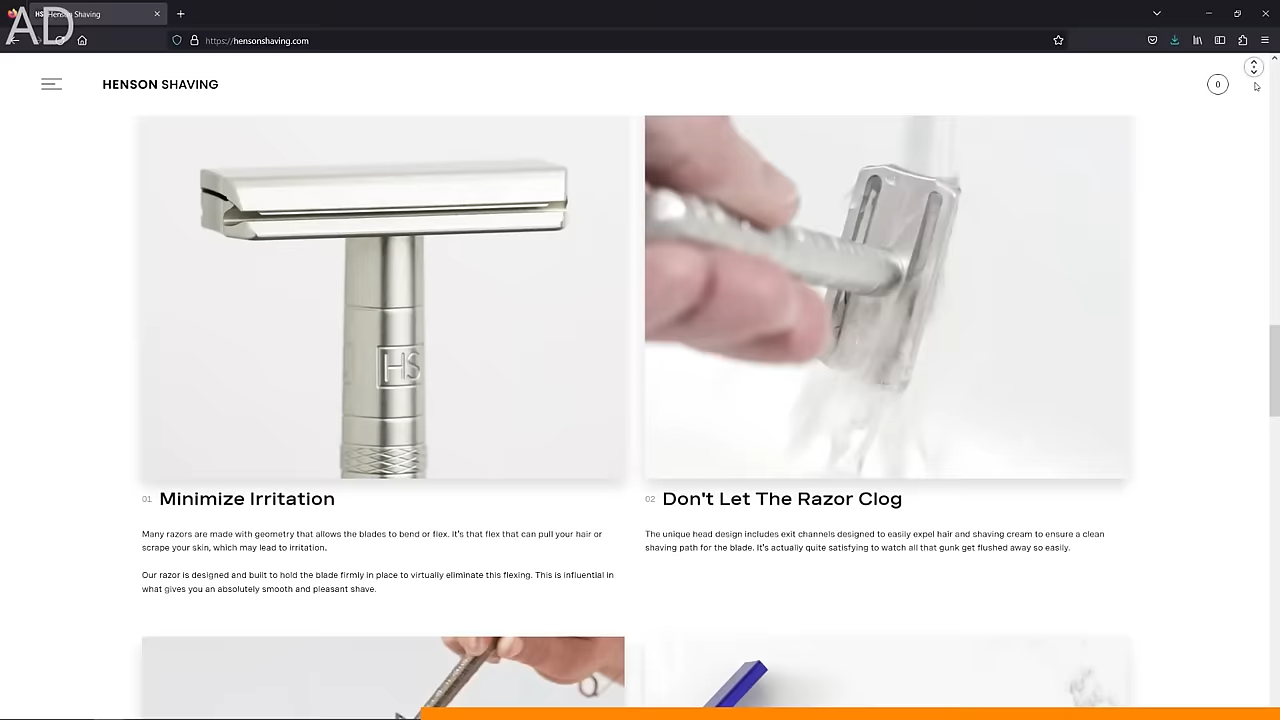 AD
Henson Shaving
https://hensonshaving.com
HENSON SHAVING
0
HS
01 Minimize Irritation
Many razors are made with geometry that allows the blades to bend or flex. It's that flex that can pull your hair or
scrape your skin, which may lead to irritation.
Our razor is designed and built to hold the blade firmly in place to virtually eliminate this flexing. This is influential in
what gives you an absolutely smooth and pleasant shave.
02 Don't Let The Razor Clog
The unique head design includes exit channels designed to easily expel hair and shaving cream to ensure a clean
shaving path for the blade. It's actually quite satisfying to watch all that gunk get flushed away so easily.